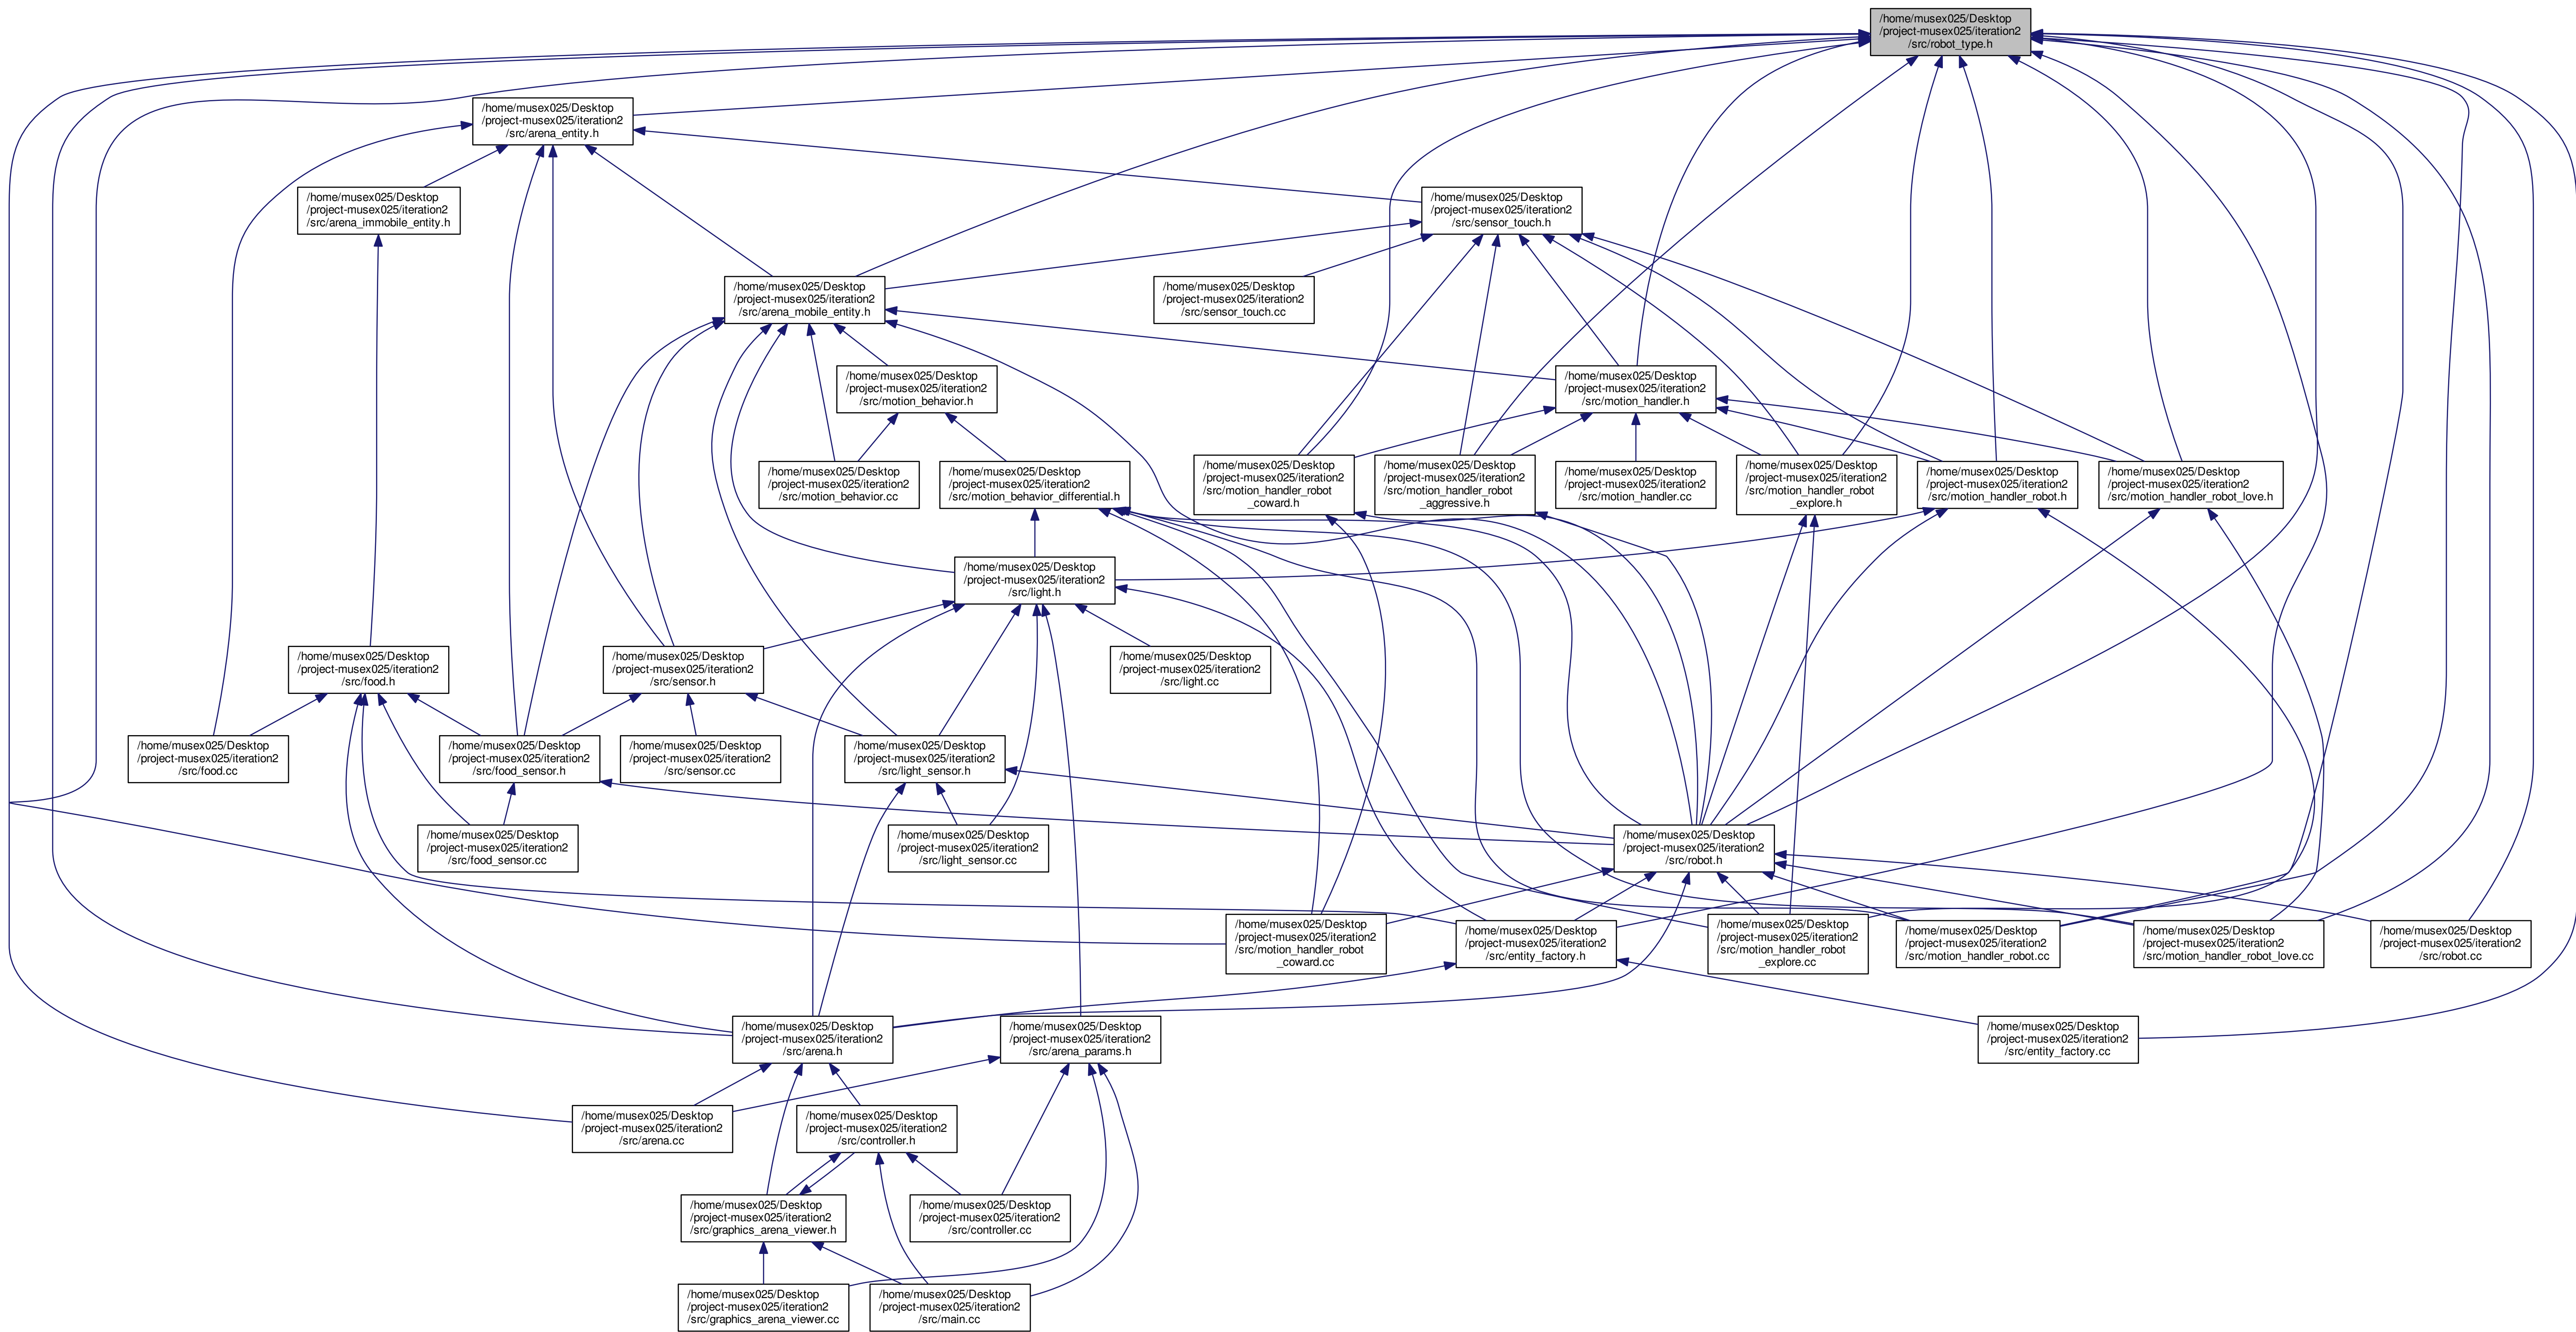 /home/musex025/Desktop
/project-musex025/iteration2
/src/robot_type.h
/home/musex025/Desktop
/project-musex025/iteration2
/src/arena_entity.h
/home/musex025/Desktop
/project-musex025/iteration2
/src/arena_immobile_entity.h
/home/musex025/Desktop
/project-musex025/iteration2
/src/sensor_touch.h
/home/musex025/Desktop
/project-musex025/iteration2
/src/arena_mobile_entity.h
/home/musex025/Desktop
/project-musex025/iteration2
/src/sensor_touch.cc
/home/musex025/Desktop
/project-musex025/iteration2
/src/motion_behavior.h
/home/musex025/Desktop
/project-musex025/iteration2
/src/motion_handler.h
/home/musex025/Desktop
/project-musex025/iteration2
/src/motion_behavior.cc
/home/musex025/Desktop
/project-musex025/iteration2
/src/motion_behavior_differential.h
/home/musex025/Desktop
/project-musex025/iteration2
/src/motion_handler_robot
_coward.h
/home/musex025/Desktop
/project-musex025/iteration2
/src/motion_handler_robot
_aggressive.h
/home/musex025/Desktop
/project-musex025/iteration2
/src/motion_handler.cc
/home/musex025/Desktop
/project-musex025/iteration2
/src/motion_handler_robot
_explore.h
/home/musex025/Desktop
/project-musex025/iteration2
/src/motion_handler_robot.h
/home/musex025/Desktop
/project-musex025/iteration2
/src/motion_handler_robot_love.h
/home/musex025/Desktop
/project-musex025/iteration2
/src/light.h
/home/musex025/Desktop
/project-musex025/iteration2
/src/food.h
/home/musex025/Desktop
/project-musex025/iteration2
/src/sensor.h
/home/musex025/Desktop
/project-musex025/iteration2
/src/light.cc
/home/musex025/Desktop
/project-musex025/iteration2
/src/food.cc
/home/musex025/Desktop
/project-musex025/iteration2
/src/food_sensor.h
/home/musex025/Desktop
/project-musex025/iteration2
/src/sensor.cc
/home/musex025/Desktop
/project-musex025/iteration2
/src/light_sensor.h
/home/musex025/Desktop
/project-musex025/iteration2
/src/food_sensor.cc
/home/musex025/Desktop
/project-musex025/iteration2
/src/light_sensor.cc
/home/musex025/Desktop
/project-musex025/iteration2
/src/robot.h
/home/musex025/Desktop
/project-musex025/iteration2
/src/motion_handler_robot
_coward.cc
/home/musex025/Desktop
/project-musex025/iteration2
/src/entity_factory.h
/home/musex025/Desktop
/project-musex025/iteration2
/src/motion_handler_robot
_explore.cc
/home/musex025/Desktop
/project-musex025/iteration2
/src/motion_handler_robot.cc
/home/musex025/Desktop
/project-musex025/iteration2
/src/motion_handler_robot_love.cc
/home/musex025/Desktop
/project-musex025/iteration2
/src/robot.cc
/home/musex025/Desktop
/project-musex025/iteration2
/src/arena.h
/home/musex025/Desktop
/project-musex025/iteration2
/src/arena_params.h
/home/musex025/Desktop
/project-musex025/iteration2
/src/entity_factory.cc
/home/musex025/Desktop
/project-musex025/iteration2
/src/arena.cc
/home/musex025/Desktop
/project-musex025/iteration2
/src/controller.h
/home/musex025/Desktop
/project-musex025/iteration2
/src/graphics_arena_viewer.h
/home/musex025/Desktop
/project-musex025/iteration2
/src/controller.cc
/home/musex025/Desktop
/project-musex025/iteration2
/src/graphics_arena_viewer.cc
/home/musex025/Desktop
/project-musex025/iteration2
/src/main.cc